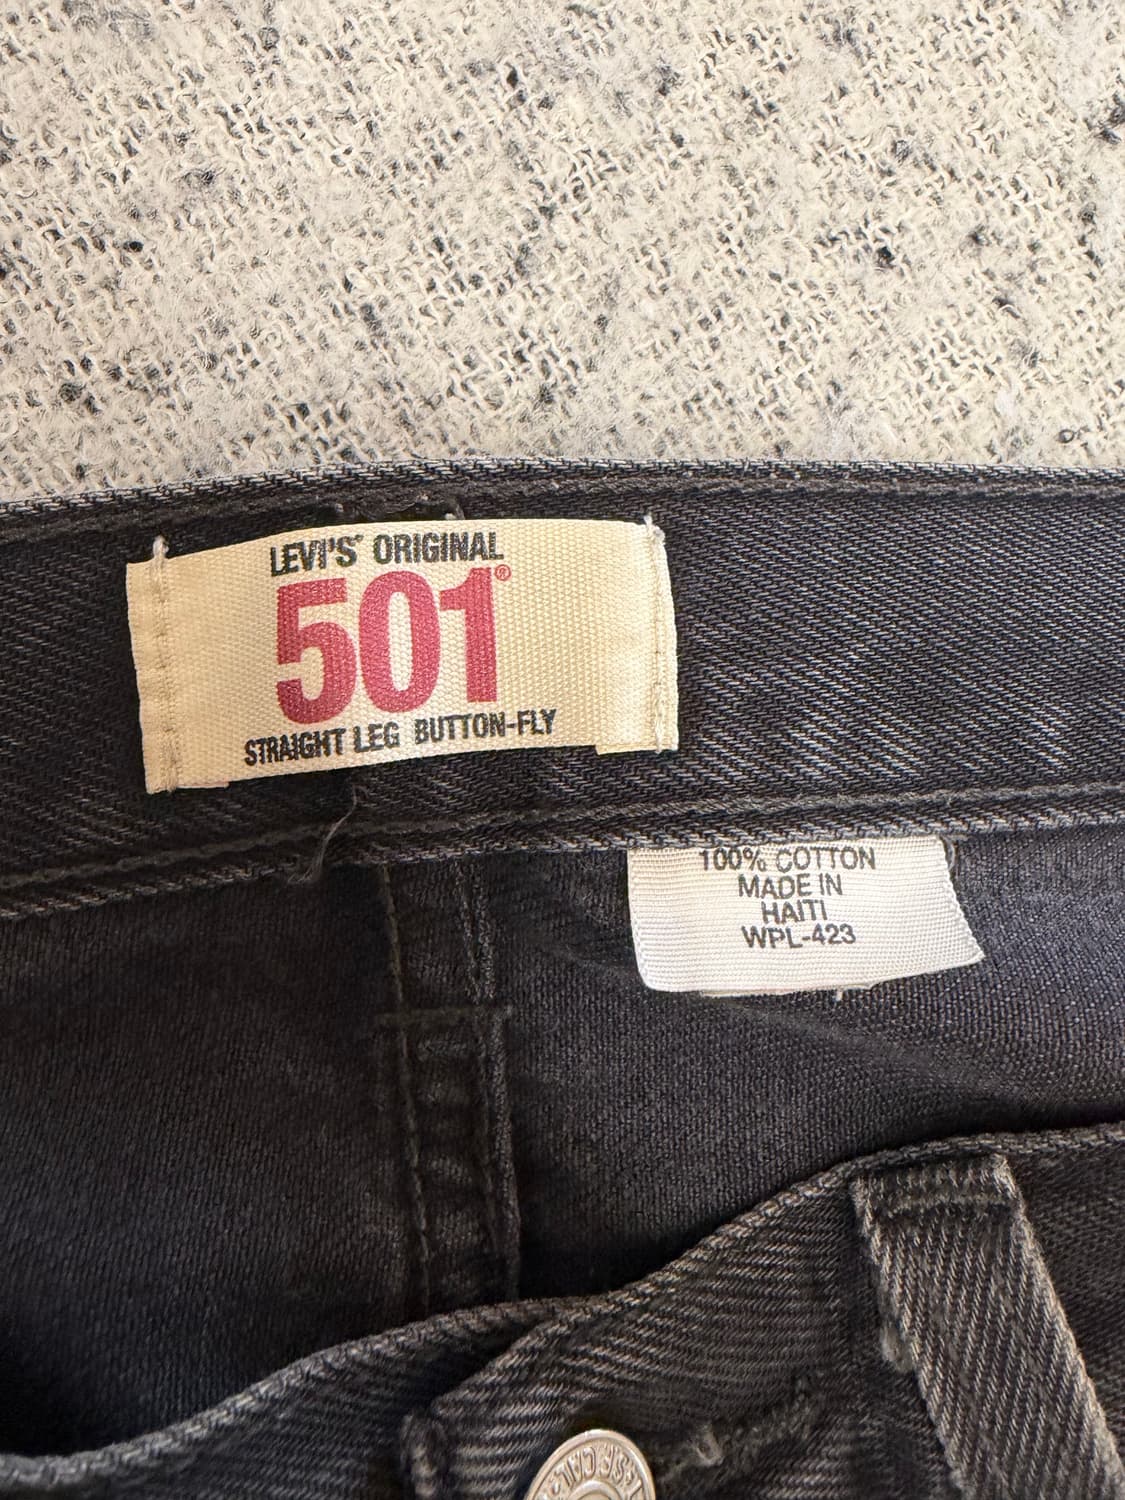 LEVI'S® ORIGINAL
501®
STRAIGHT LEG BUTTON-FLY
100% COTTON
MADE IN
HAITI
WPL-423